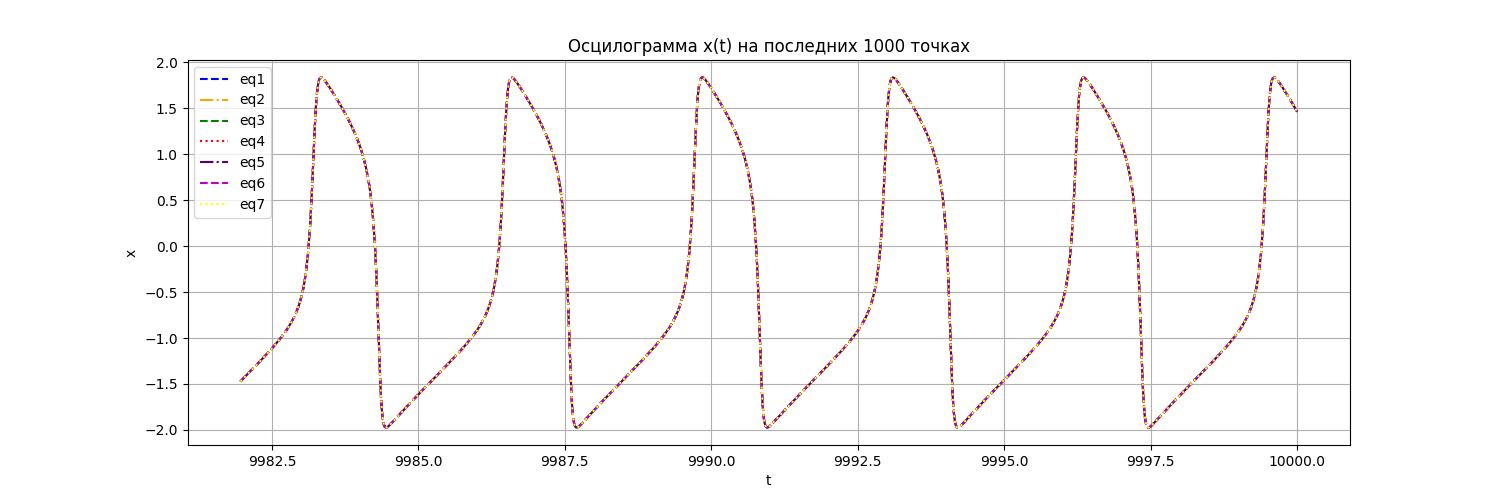 Осцилограмма x(t) на последних 1000 точках
x
2.0
1.5
1.0
0.5
0.0
−0.5
−1.0
−1.5
−2.0
eq1
eq2
eq3
eq4
eq5
eq6
eq7
9982.5 9985.0 9987.5 9990.0 9992.5 9995.0 9997.5 10000.0
t